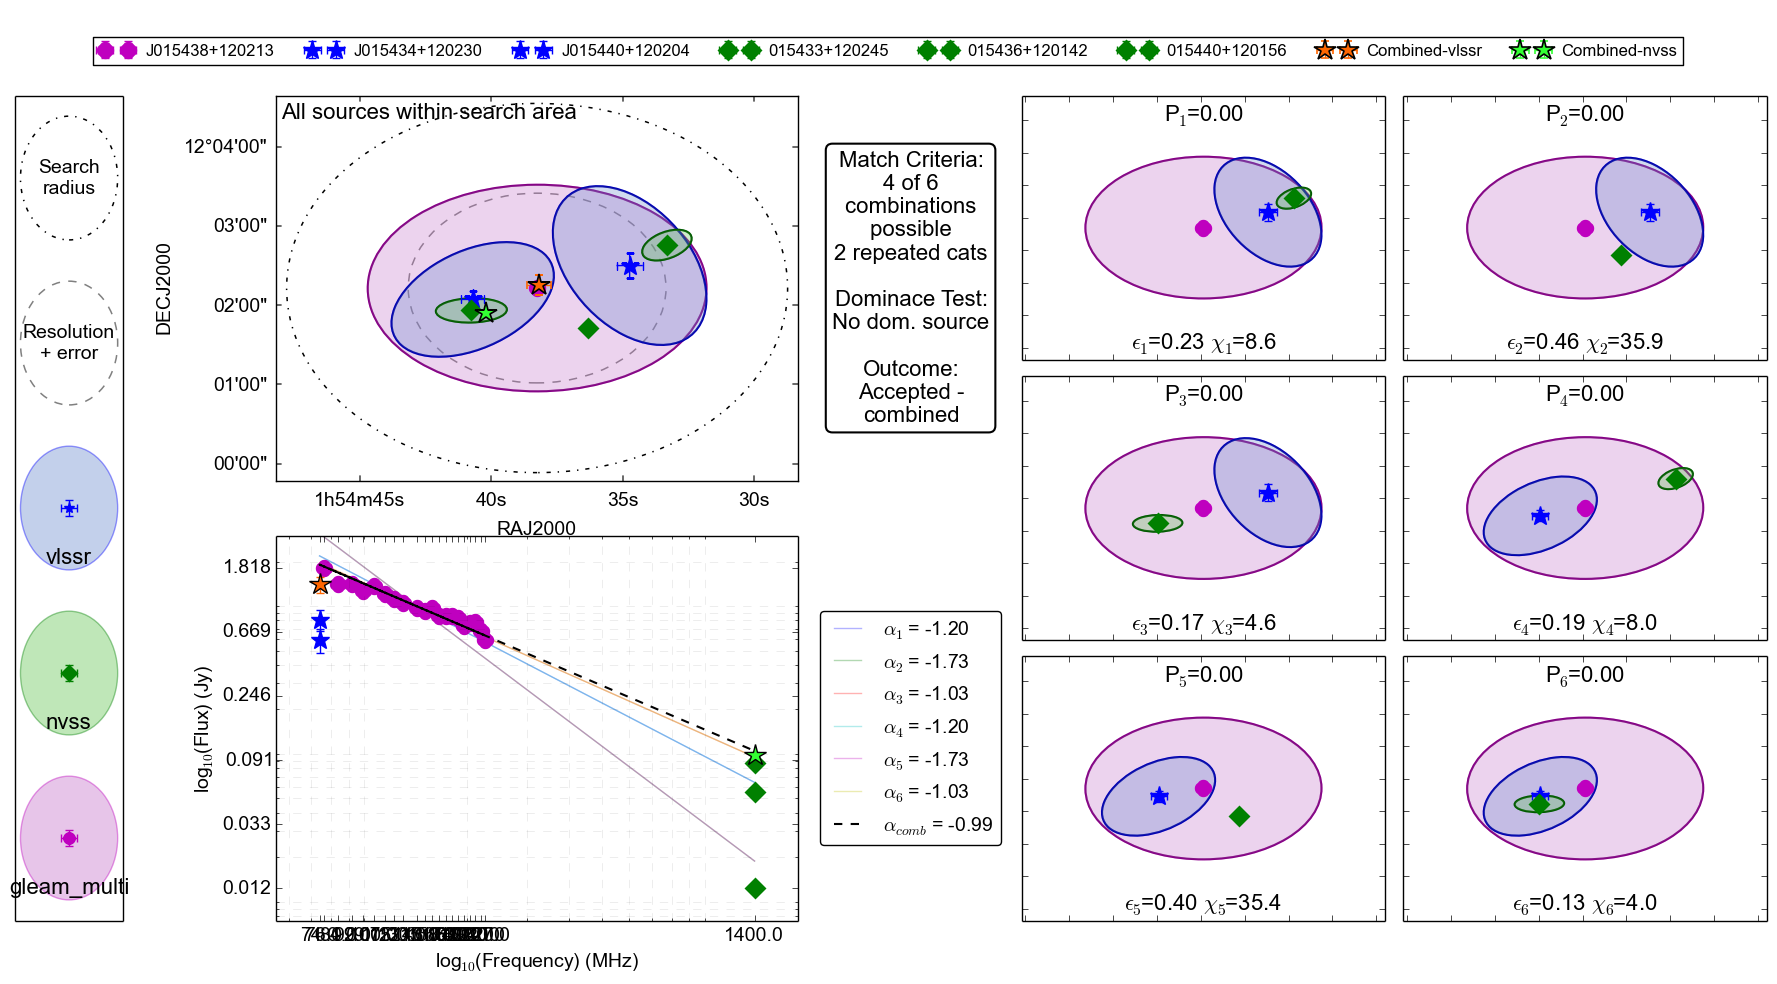 J015438+120213 J015434+120230 J015440+120204 015433+120245 015436+120142 015440+120156 Combined-vlssr Combined-nvss
Search
radius
Resolution
+ error
vlssr
nvss
gleam_multi
All sources within search area
DECJ2000
12°04'00"
03'00"
02'00"
01'00"
00'00"
1h54m45s 40s 35s 30s
RAJ2000
Match Criteria:
4 of 6
combinations
possible
2 repeated cats
Dominace Test:
No dom. source
Outcome:
Accepted -
combined
log₁₀(Flux) (Jy)
1.818
0.669
0.246
0.091
0.033
0.012
1400.0
log₁₀(Frequency) (MHz)
α₁ = -1.20
α₂ = -1.73
α₃ = -1.03
α₄ = -1.20
α₅ = -1.73
α₆ = -1.03
α_comb = -0.99
P₁=0.00
ϵ₁=0.23 χ₁=8.6
P₂=0.00
ϵ₂=0.46 χ₂=35.9
P₃=0.00
ϵ₃=0.17 χ₃=4.6
P₄=0.00
ϵ₄=0.19 χ₄=8.0
P₅=0.00
ϵ₅=0.40 χ₅=35.4
P₆=0.00
ϵ₆=0.13 χ₆=4.0